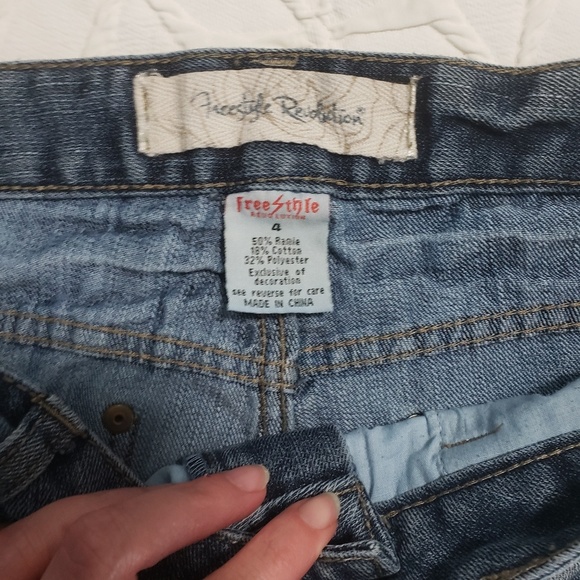 Freestyle Revolution
FreeStyle
REVOLUTION
4
50% Ramie
18% Cotton
32% Polyester
Exclusive of
decoration
see reverse for care
MADE IN CHINA